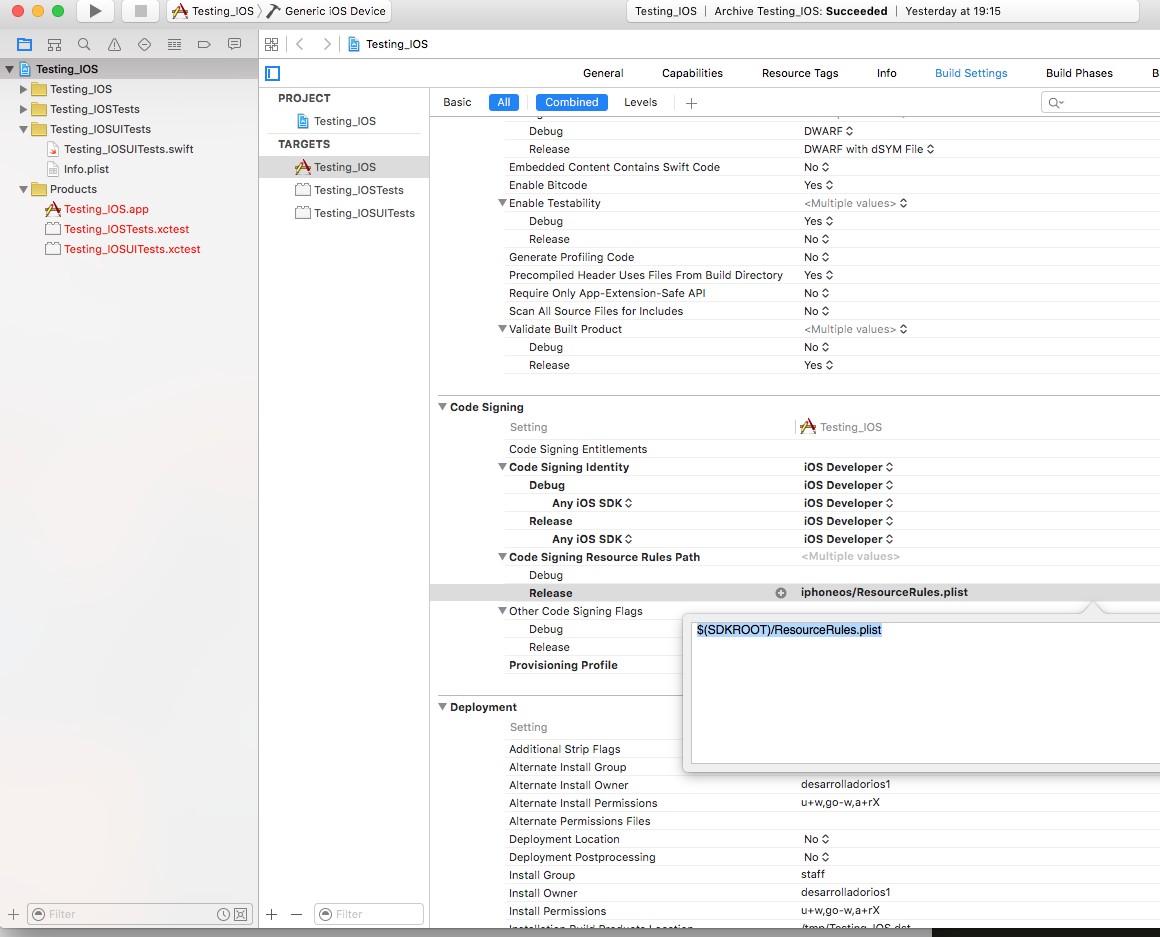 Testing_IOS Generic iOS Device Testing_IOS | Archive Testing_IOS: Succeeded | Yesterday at 19:15
Testing_IOS
Testing_IOS
Testing_IOS
Testing_IOSTests
Testing_IOSUITests
Testing_IOSUITests.swift
Info.plist
Products
Testing_IOS.app
Testing_IOSTests.xctest
Testing_IOSUITests.xctest
Filter
General Capabilities Resource Tags Info Build Settings Build Phases B
PROJECT
Testing_IOS
TARGETS
Testing_IOS
Testing_IOSTests
Testing_IOSUITests
Filter
Basic All Combined Levels
Debug DWARF
Release DWARF with dSYM File
Embedded Content Contains Swift Code No
Enable Bitcode Yes
Enable Testability <Multiple values>
Debug Yes
Release No
Generate Profiling Code No
Precompiled Header Uses Files From Build Directory Yes
Require Only App-Extension-Safe API No
Scan All Source Files for Includes No
Validate Built Product <Multiple values>
Debug No
Release Yes
Code Signing
Setting Testing_IOS
Code Signing Entitlements
Code Signing Identity iOS Developer
Debug iOS Developer
Any iOS SDK iOS Developer
Release iOS Developer
Any iOS SDK iOS Developer
Code Signing Resource Rules Path <Multiple values>
Debug
Release iphoneos/ResourceRules.plist
Other Code Signing Flags
Debug $(SDKROOT)/ResourceRules.plist
Release
Provisioning Profile
Deployment
Setting
Additional Strip Flags
Alternate Install Group
Alternate Install Owner desarrolladorios1
Alternate Install Permissions u+w,go-w,a+rX
Alternate Permissions Files
Deployment Location No
Deployment Postprocessing No
Install Group staff
Install Owner desarrolladorios1
Install Permissions u+w,go-w,a+rX
Installation Build Products Location /tmp/Testing_IOS.dst